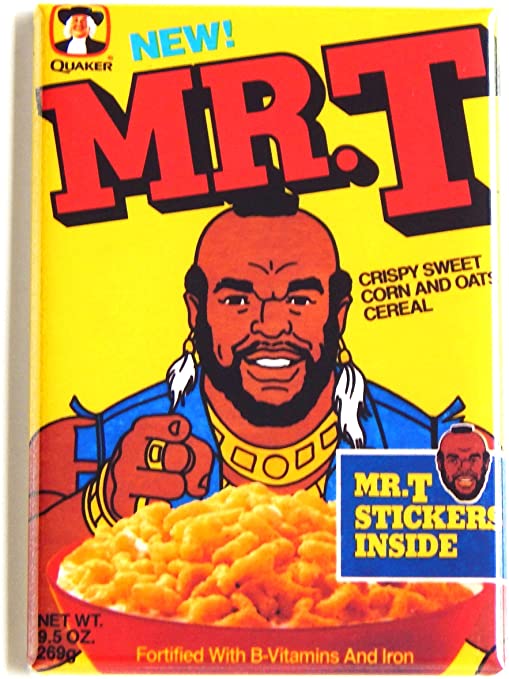 NEW!
QUAKER®
MR.T
CRISPY SWEET
CORN AND OATS
CEREAL
MR.T
STICKERS
INSIDE
NET WT.
9.5 OZ.
269g
Fortified With B-Vitamins And Iron